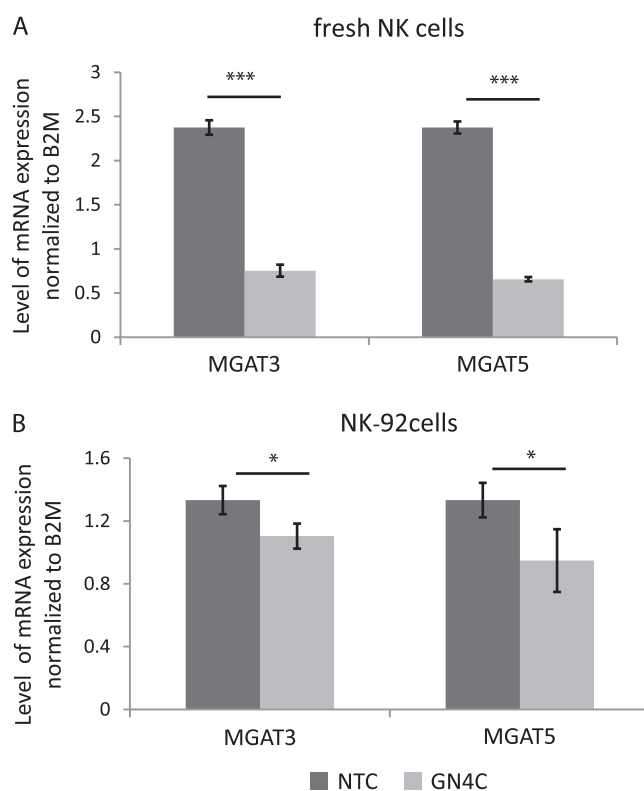 A
fresh NK cells
Level of mRNA expression
normalized to B2M
3
2.5
2
1.5
1
0.5
0
***
***
MGAT3
MGAT5
B
NK-92cells
Level of mRNA expression
normalized to B2M
1.6
1.2
0.8
0.4
0
*
*
MGAT3
MGAT5
NTC
GN4C